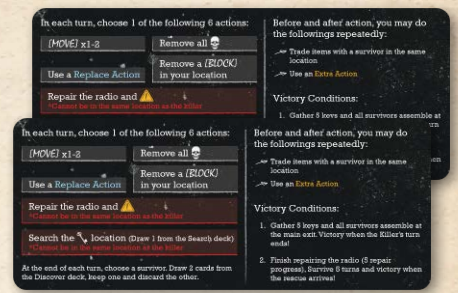 In each turn, choose 1 of the following 6 actions:
[MOVE] x1-2
Remove all
Use a Replace Action
Remove a [BLOCK]
in your location
Repair the radio and
*Cannot be in the same location as the killer
Before and after action, you may do
the followings repeatedly:
Trade items with a survivor in the same
location
Use an Extra Action
Victory Conditions:
1. Gather 5 keys and all survivors assemble at
In each turn, choose 1 of the following 6 actions:
[MOVE] x1-2
Remove all
Use a Replace Action
Remove a [BLOCK]
in your location
Repair the radio and
*Cannot be in the same location as the killer
Search the location (Draw 1 from the Search deck)
*Cannot be in the same location as the killer
At the end of each turn, choose a survivor. Draw 2 cards from
the Discover deck, keep one and discard the other.
Before and after action, you may do
the followings repeatedly:
Trade items with a survivor in the same
location
Use an Extra Action
Victory Conditions:
1. Gather 5 keys and all survivors assemble at
the main exit. Victory when the Killer's turn
ends!
2. Finish repairing the radio (5 repair
progress), Survive 5 turns and victory when
the rescue arrives!